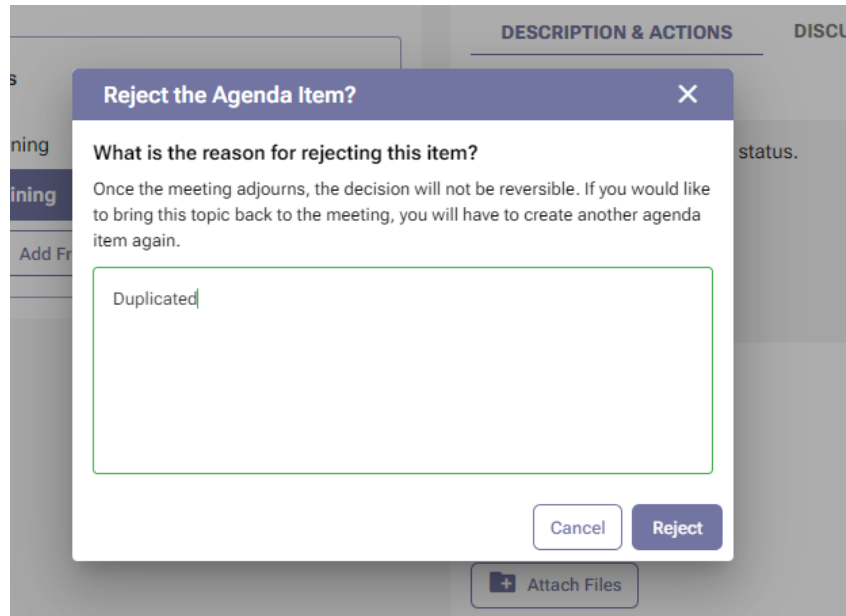 DESCRIPTION & ACTIONS
DISCU
s
Reject the Agenda Item?
ning
What is the reason for rejecting this item?
status.
Once the meeting adjourns, the decision will not be reversible. If you would like
ining
to bring this topic back to the meeting, you will have to create another agenda
item again.
Add Fr
Duplicated
Cancel
Reject
Attach Files